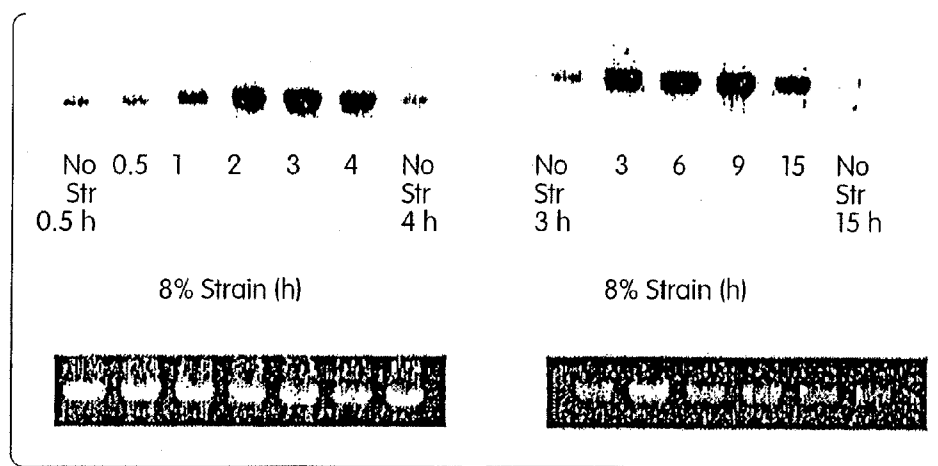 No 0.5 1 2 3 4 No
Str Str
0.5 h 4 h
8% Strain (h)
No 3 6 9 15 No
Str Str
3 h 15 h
8% Strain (h)